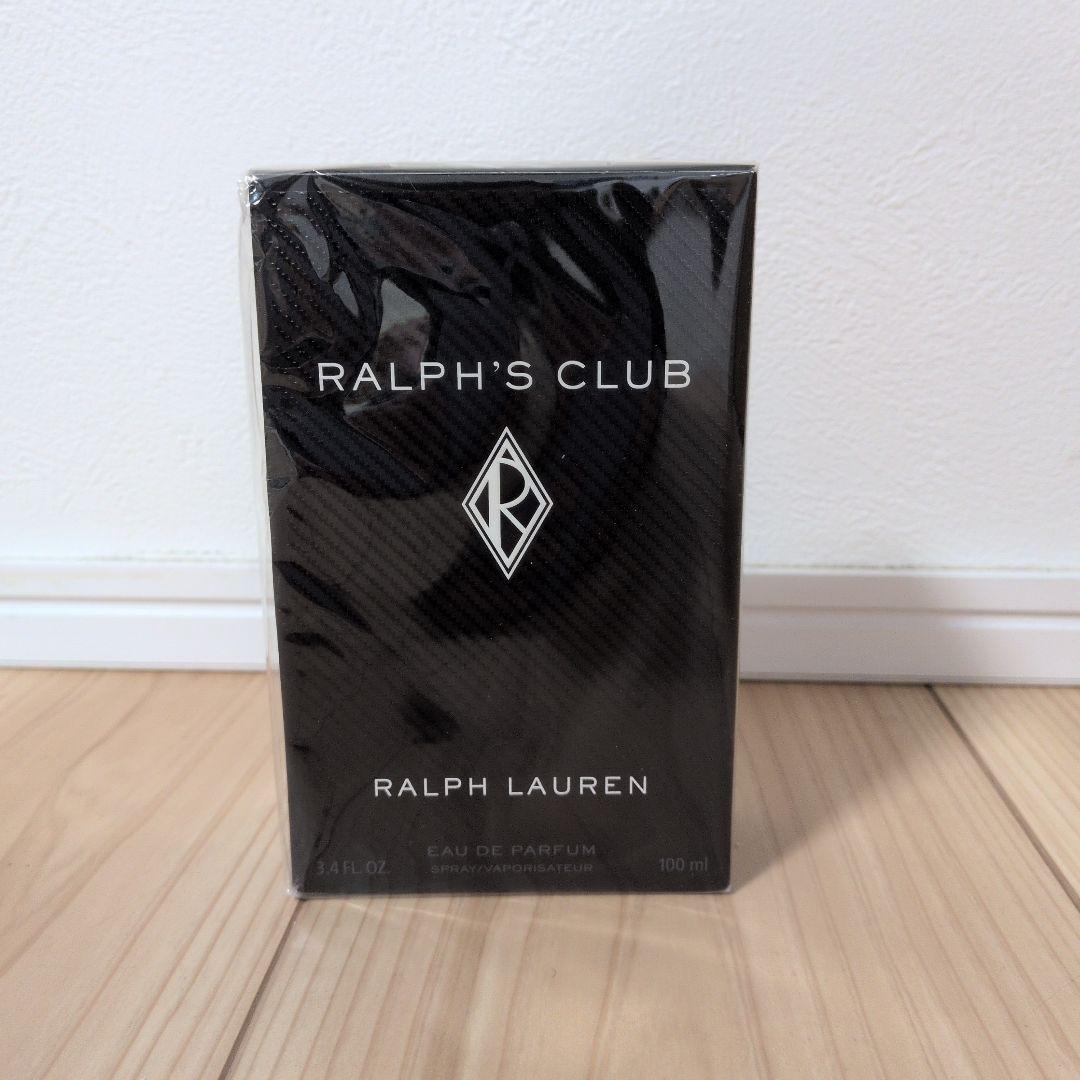 RALPH'S CLUB
R
RALPH LAUREN
EAU DE PARFUM
3.4 FL. OZ. SPRAY/VAPORISATEUR 100 ml